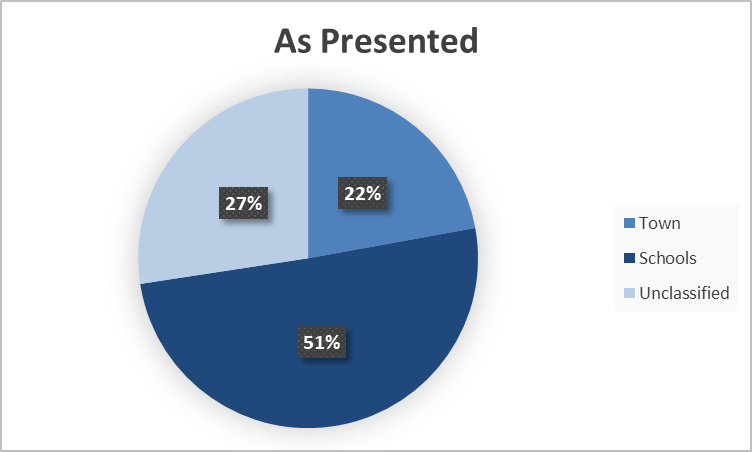 As Presented
27%
22%
51%
Town
Schools
Unclassified